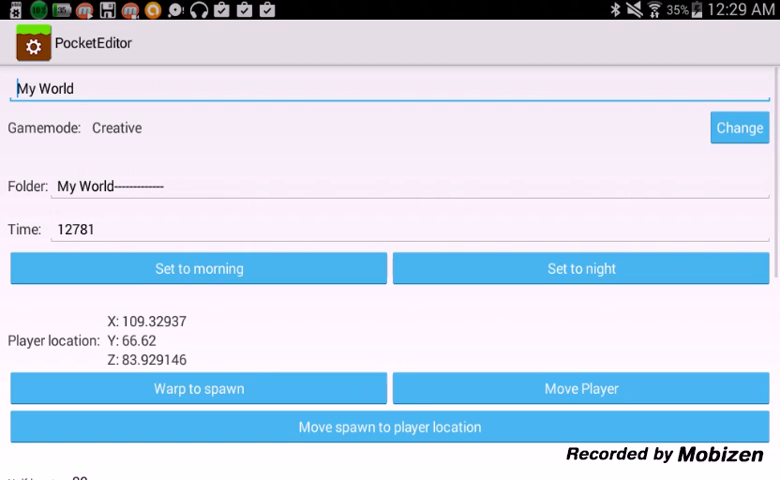 35% 12:29 AM
PocketEditor
My World
Gamemode: Creative Change
Folder: My World-------------
Time: 12781
Set to morning Set to night
X: 109.32937
Player location: Y: 66.62
Z: 83.929146
Warp to spawn Move Player
Move spawn to player location
Recorded by Mobizen